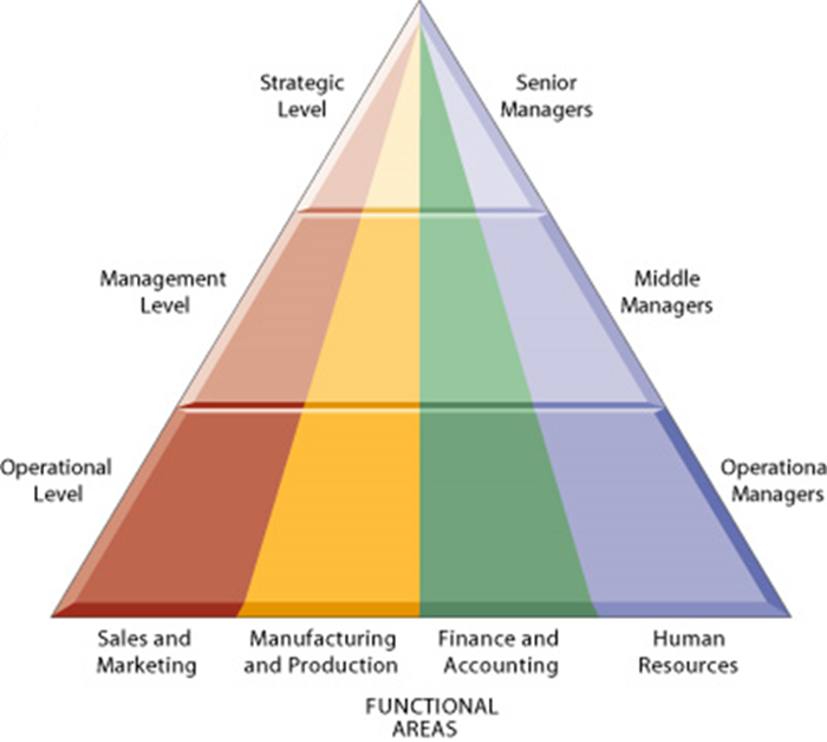 Strategic
Level
Senior
Managers
Management
Level
Middle
Managers
Operational
Level
Operationa
Managers
Sales and
Marketing
Manufacturing
and Production
Finance and
Accounting
Human
Resources
FUNCTIONAL
AREAS